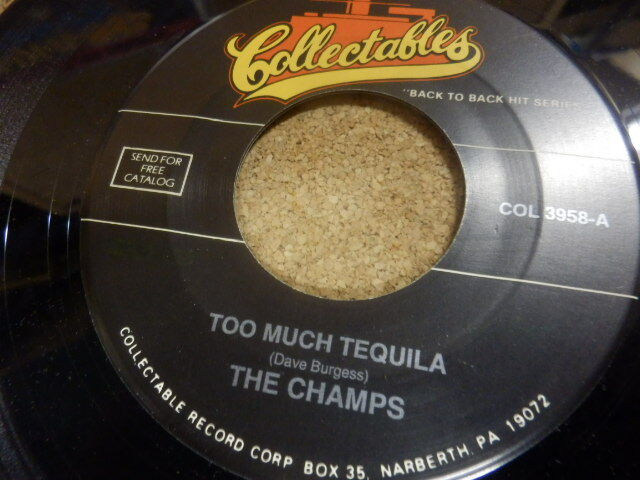 Collectables
"BACK TO BACK HIT SERIES
SEND FOR
FREE
CATALOG
COL 3958-A
TOO MUCH TEQUILA
(Dave Burgess)
THE CHAMPS
COLLECTABLE RECORD CORP BOX 35, NARBERTH, PA 19072